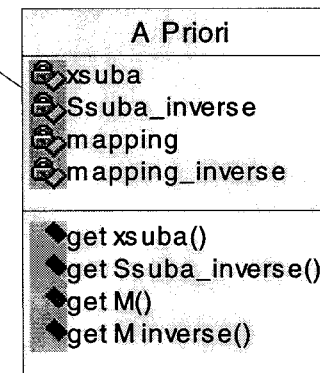 A Priori
xsuba
Ssuba_inverse
mapping
mapping_inverse
get xsuba()
get Ssuba_inverse()
get M()
get M inverse()